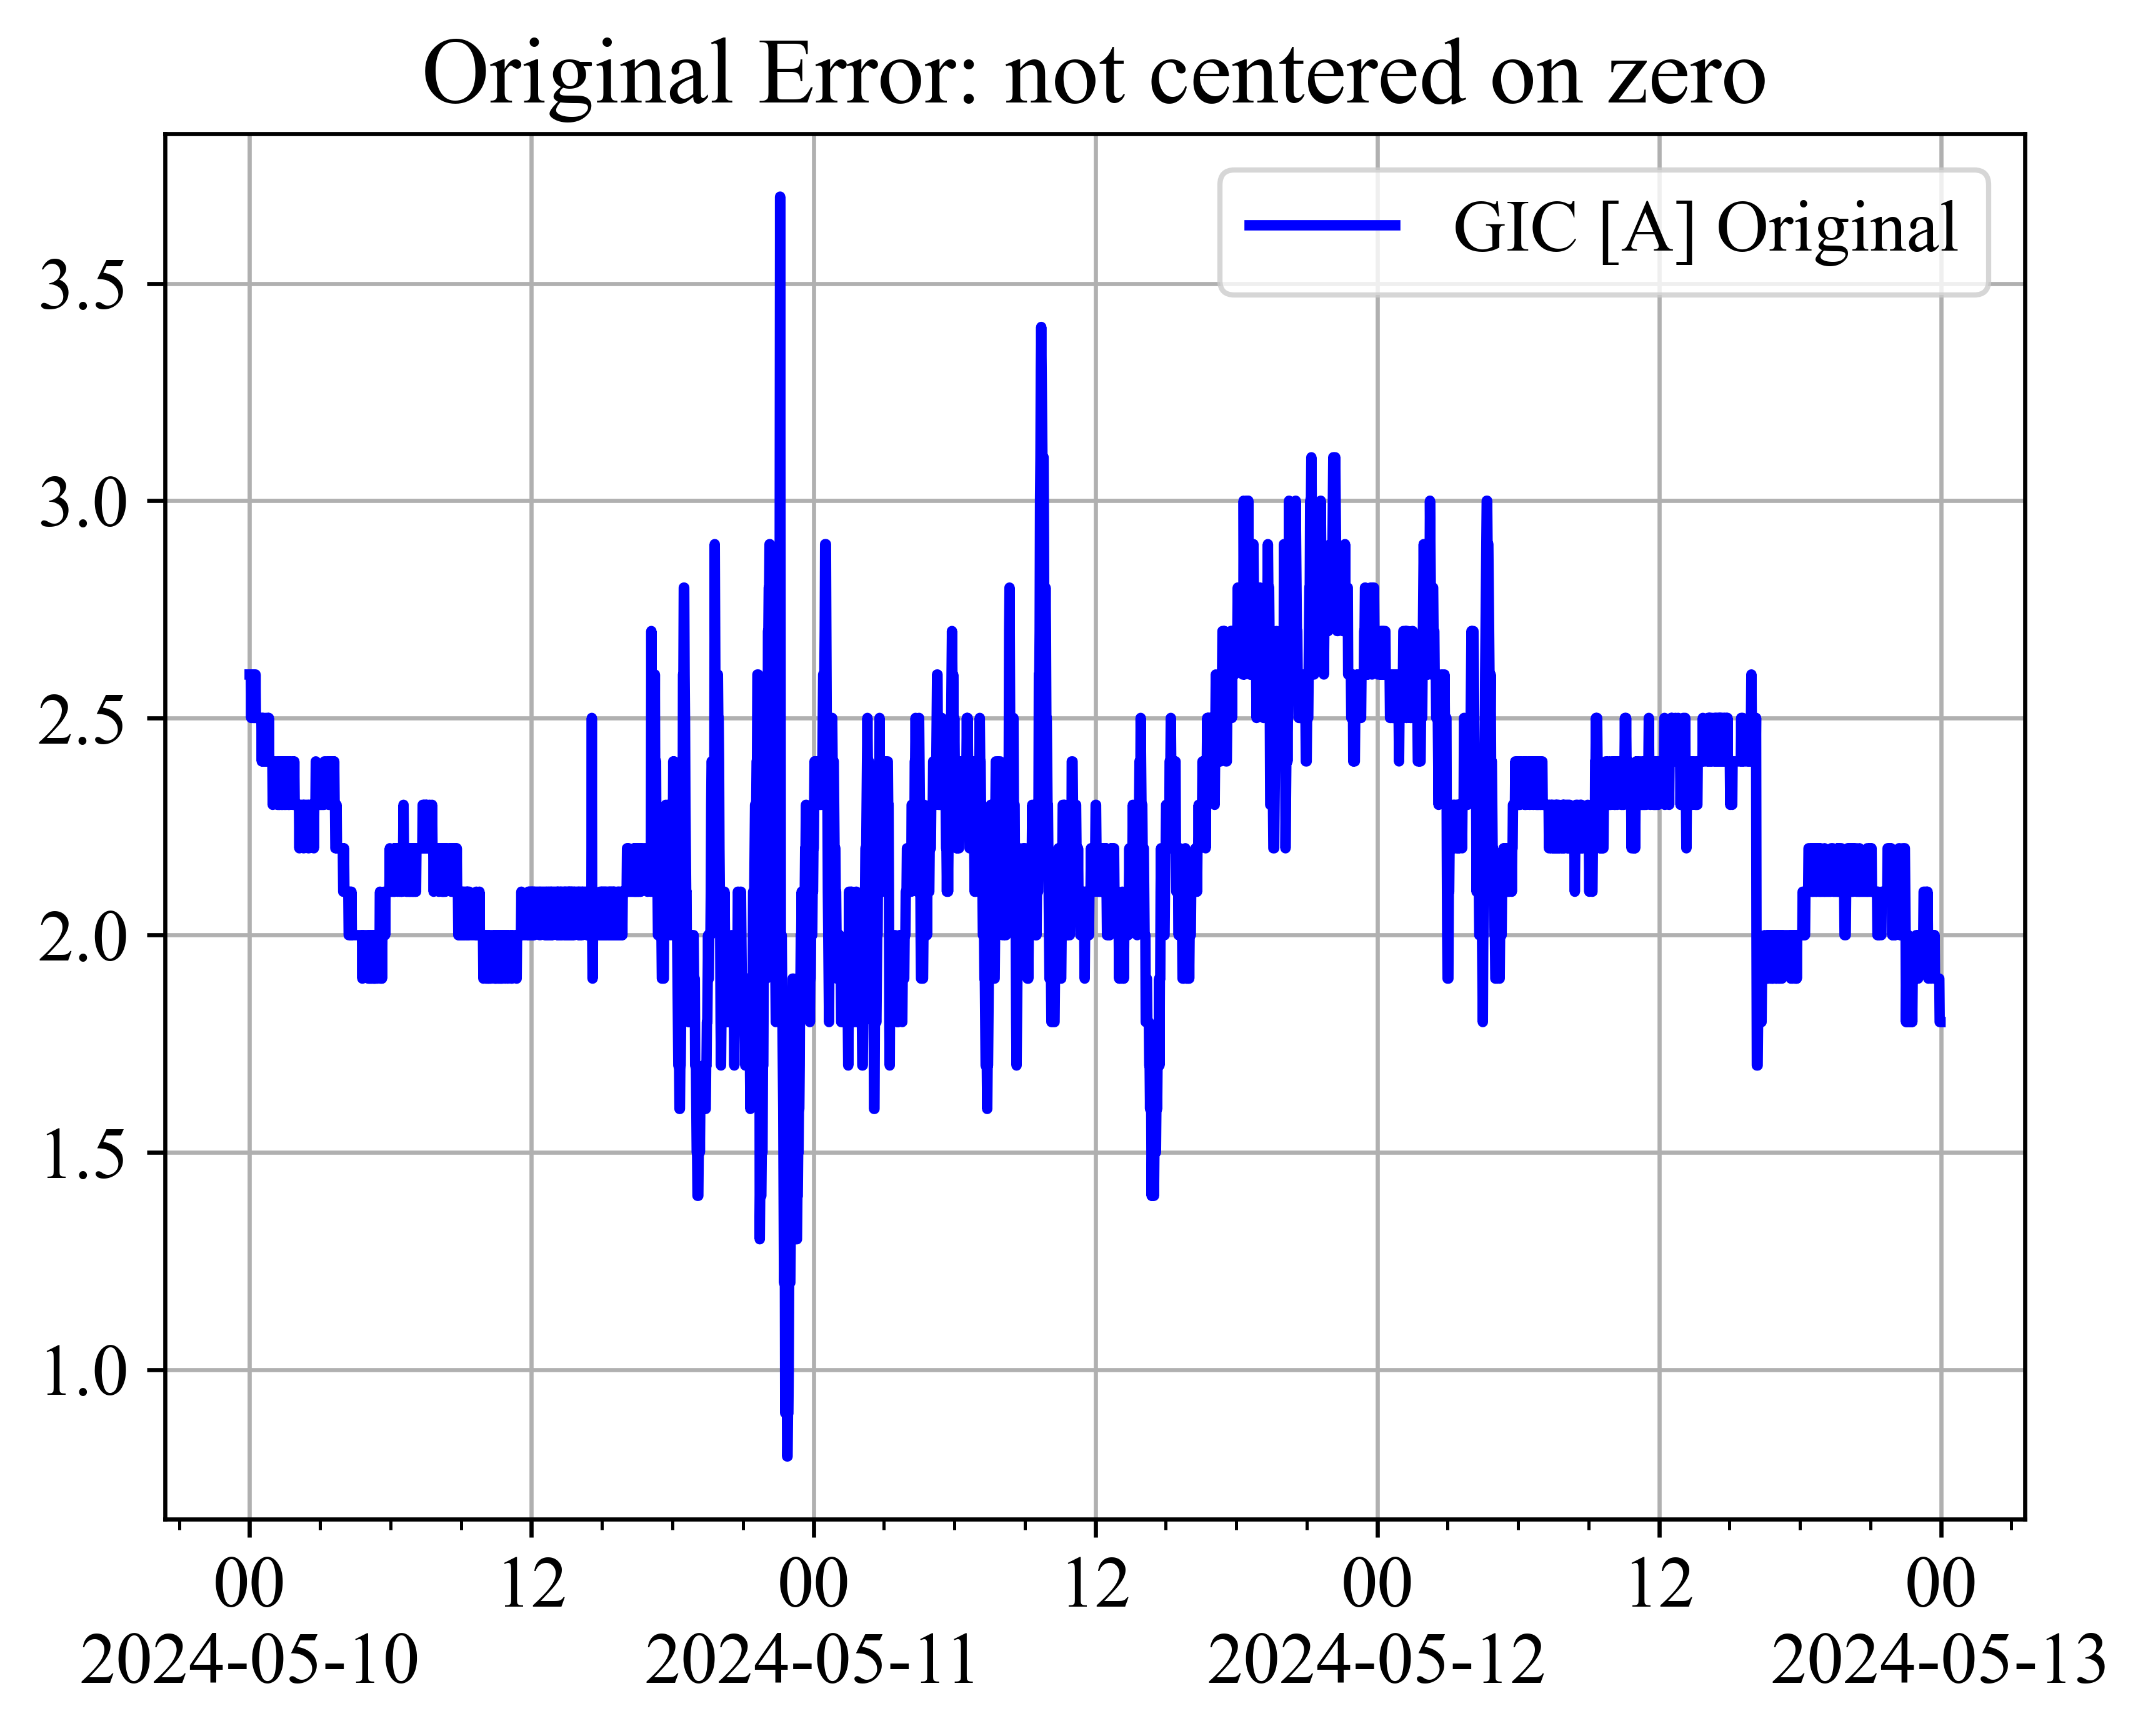 Original Error: not centered on zero
GIC [A] Original
3.5
3.0
2.5
2.0
1.5
1.0
00 12 00 12 00 12 00
2024-05-10 2024-05-11 2024-05-12 2024-05-13